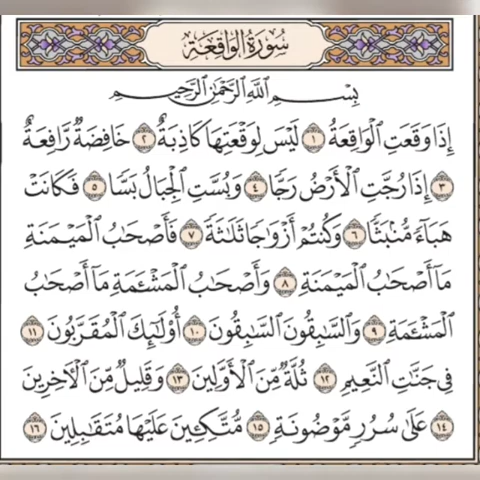 سُورَةُ الوَاقِعَةِ
بِسْمِ ٱللَّهِ ٱلرَّحْمَٰنِ ٱلرَّحِيمِ
إِذَا وَقَعَتِ ٱلْوَاقِعَةُ ١ لَيْسَ لِوَقْعَتِهَا كَاذِبَةٌ ٢ خَافِضَةٌ رَّافِعَةٌ
٣ إِذَا رُجَّتِ ٱلْأَرْضُ رَجًّا ٤ وَبُسَّتِ ٱلْجِبَالُ بَسًّا ٥ فَكَانَتْ
هَبَآءً مُّنۢبَثًّا ٦ وَكُنتُمْ أَزْوَٰجًا ثَلَٰثَةً ٧ فَأَصْحَٰبُ ٱلْمَيْمَنَةِ
مَآ أَصْحَٰبُ ٱلْمَيْمَنَةِ ٨ وَأَصْحَٰبُ ٱلْمَشْـَٔمَةِ مَآ أَصْحَٰبُ
ٱلْمَشْـَٔمَةِ ٩ وَٱلسَّٰبِقُونَ ٱلسَّٰبِقُونَ ١٠ أُو۟لَٰٓئِكَ ٱلْمُقَرَّبُونَ ١١
فِى جَنَّٰتِ ٱلنَّعِيمِ ١٢ ثُلَّةٌ مِّنَ ٱلْأَوَّلِينَ ١٣ وَقَلِيلٌ مِّنَ ٱلْـَٔاخِرِينَ
١٤ عَلَىٰ سُرُرٍ مَّوْضُونَةٍ ١٥ مُّتَّكِـِٔينَ عَلَيْهَا مُتَقَٰبِلِينَ ١٦